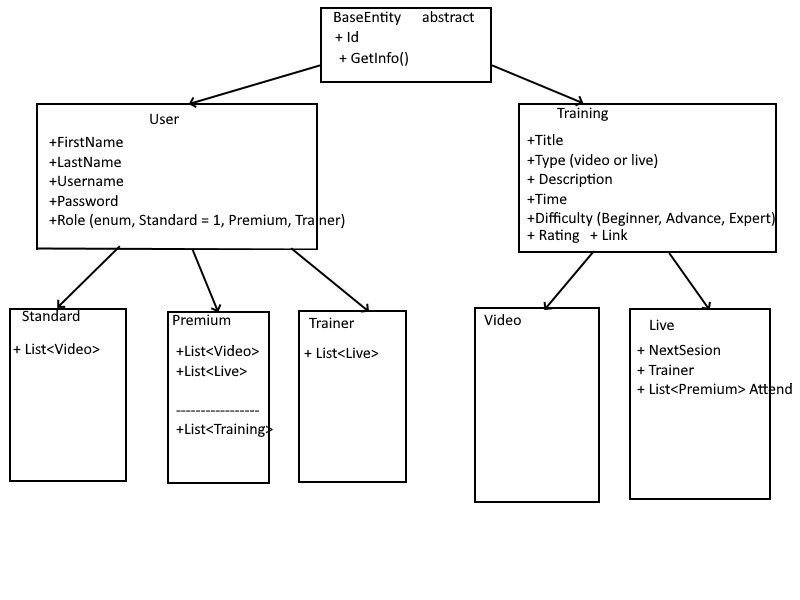 BaseEntity abstract
+ Id
+ GetInfo()
User
+FirstName
+LastName
+Username
+Password
+Role (enum, Standard = 1, Premium, Trainer)
Training
+Title
+Type (video or live)
+ Description
+Time
+Difficulty (Beginner, Advance, Expert)
+ Rating + Link
Standard
+ List<Video>
Premium
+List<Video>
+List<Live>
-----------------
+List<Training>
Trainer
+ List<Live>
Video
Live
+ NextSesion
+ Trainer
+ List<Premium> Attend